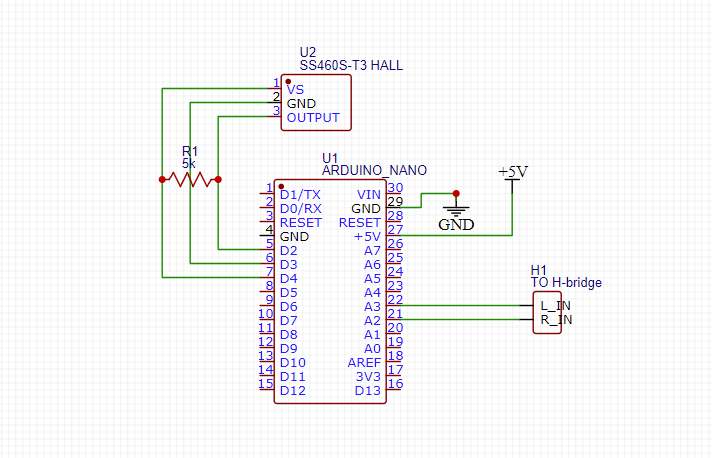 U2
SS460S-T3 HALL
1 VS
2 GND
3 OUTPUT
R1
5k
U1
ARDUINO_NANO
+5V
1 D1/TX VIN 30
2 D0/RX GND 29
3 RESET RESET 28
4 GND +5V 27
GND
5 D2 A7 26
6 D3 A6 25
7 D4 A5 24
8 D5 A4 23
9 D6 A3 22
10 D7 A2 21
11 D8 A1 20
12 D9 A0 19
13 D10 AREF 18
14 D11 3V3 17
15 D12 D13 16
H1
TO H-bridge
L_IN
R_IN